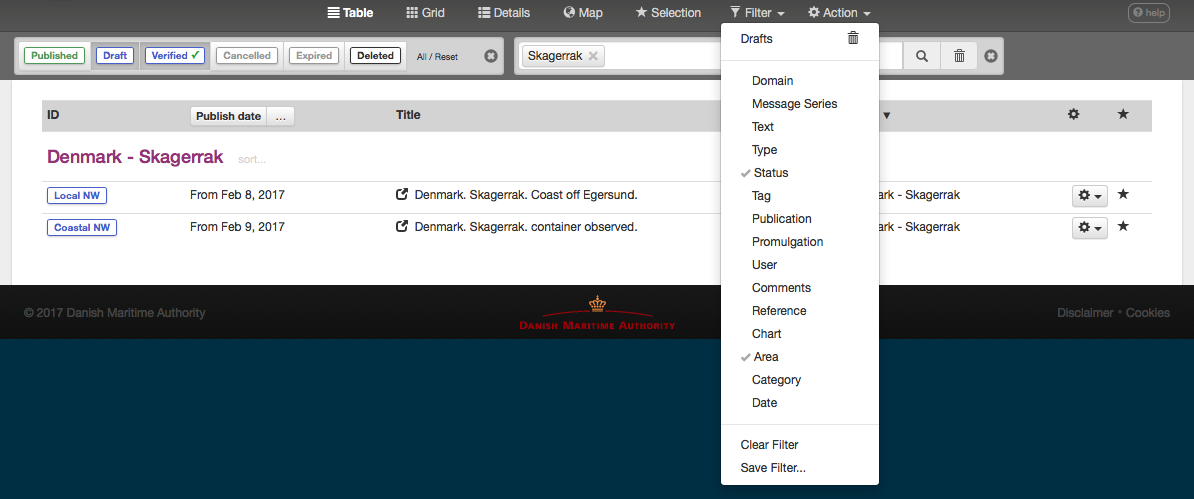 Table Grid Details Map Selection Filter Action help
Published Draft Verified ✓ Cancelled Expired Deleted All / Reset Skagerrak
Drafts
Domain
Message Series
Text
Type
✓ Status
Tag
Publication
Promulgation
User
Comments
Reference
Chart
✓ Area
Category
Date
Clear Filter
Save Filter...
ID Publish date ... Title
Denmark - Skagerrak sort...
Local NW From Feb 8, 2017 Denmark. Skagerrak. Coast off Egersund. ark - Skagerrak
Coastal NW From Feb 9, 2017 Denmark. Skagerrak. container observed. ark - Skagerrak
© 2017 Danish Maritime Authority DANISH MARITIME AUTHORITY Disclaimer • Cookies